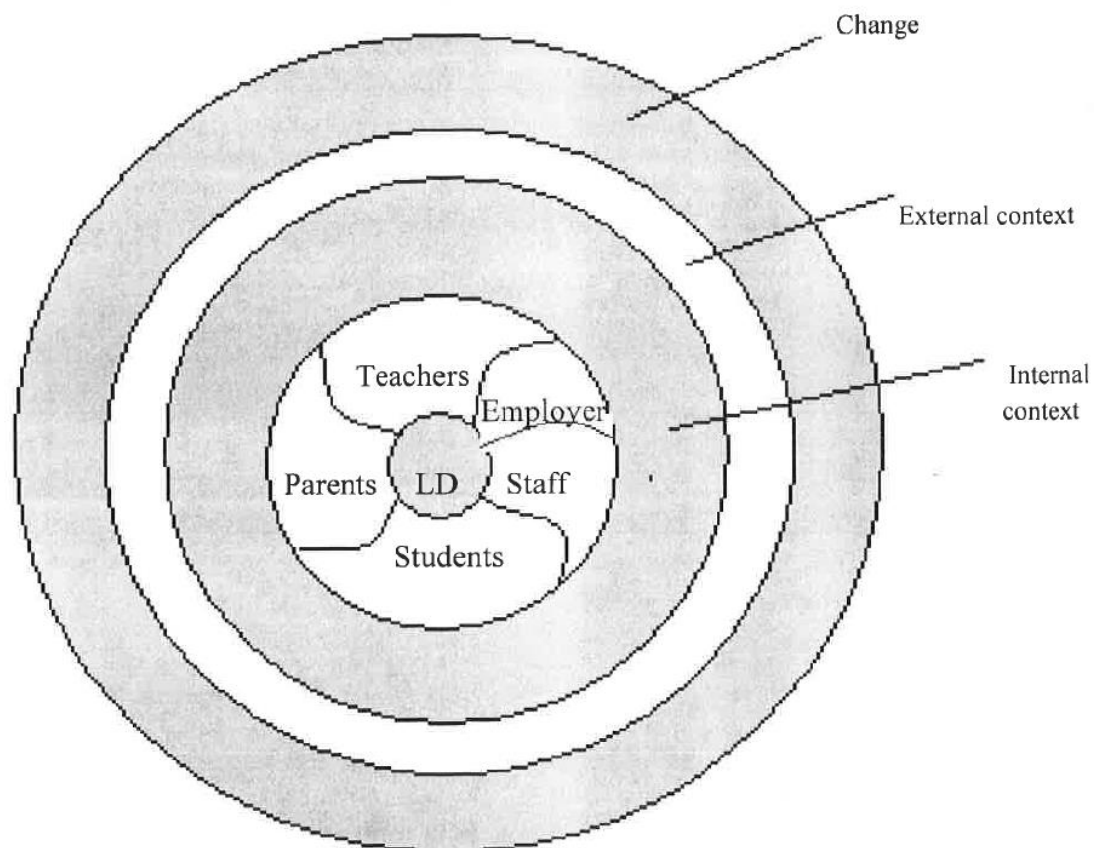 Change
External context
Internal
context
Teachers
Employer
Parents
LD
Staff
Students